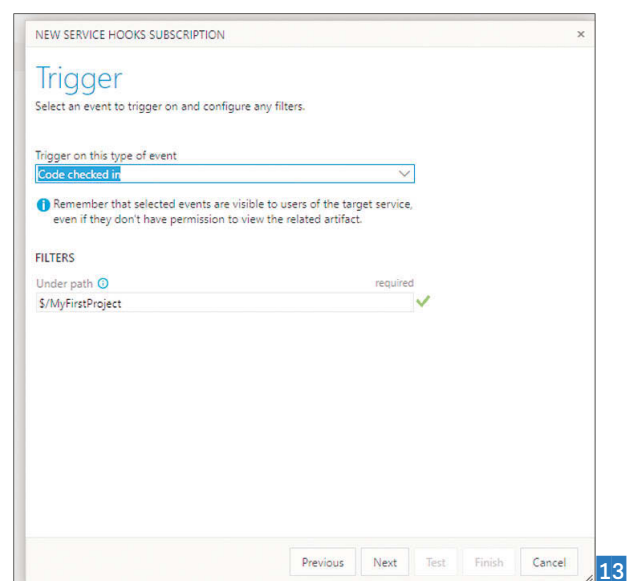 NEW SERVICE HOOKS SUBSCRIPTION ×
Trigger
Select an event to trigger on and configure any filters.
Trigger on this type of event
Code checked in
Remember that selected events are visible to users of the target service,
even if they don't have permission to view the related artifact.
FILTERS
Under path required
$/MyFirstProject
Previous Next Test Finish Cancel
13